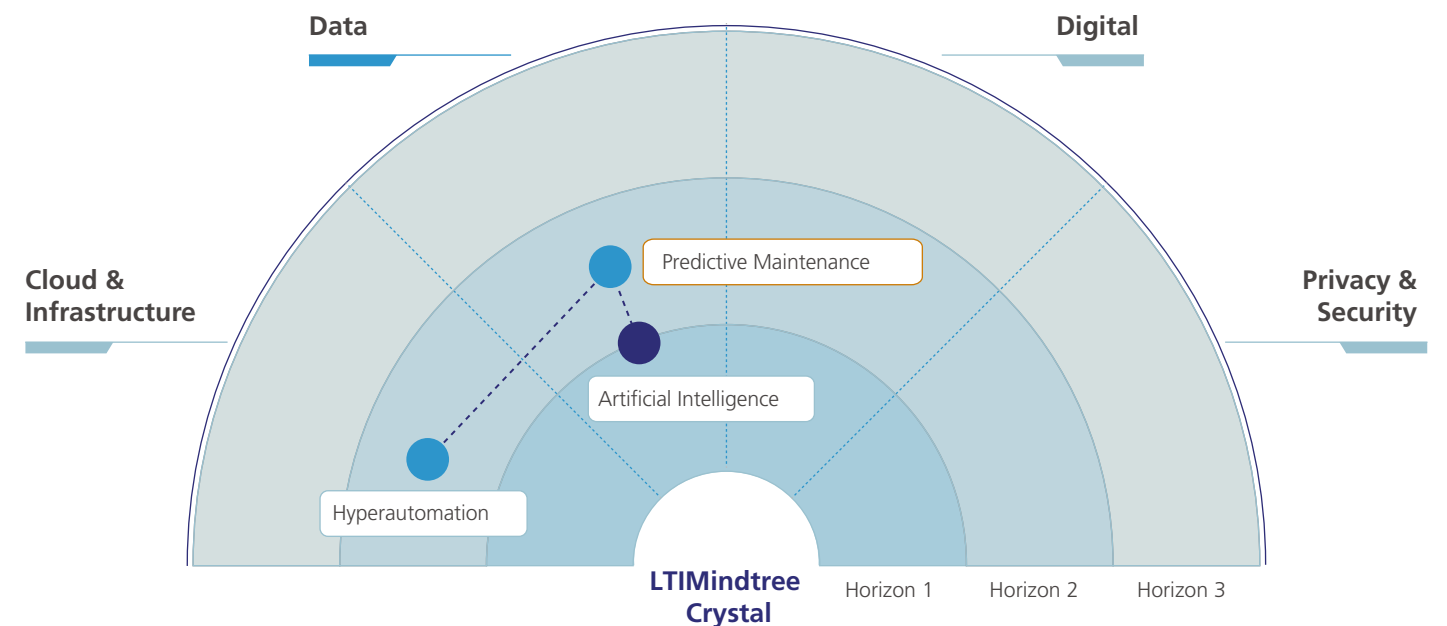 Data
Digital
Cloud &
Infrastructure
Privacy &
Security
Predictive Maintenance
Artificial Intelligence
Hyperautomation
LTIMindtree
Crystal
Horizon 1
Horizon 2
Horizon 3